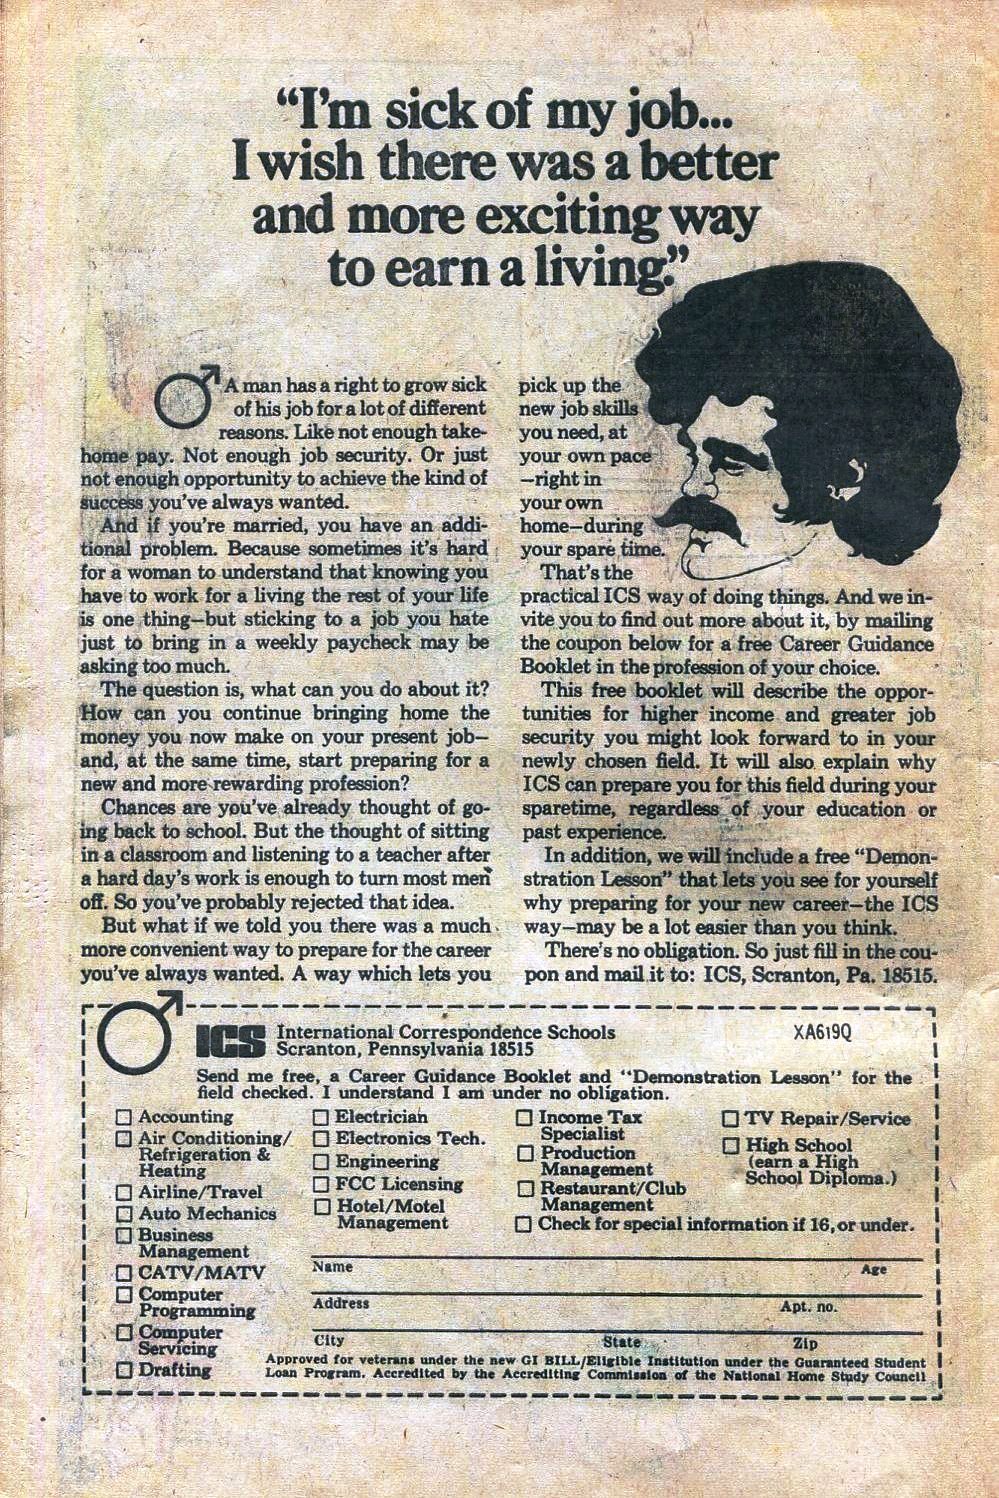 “I'm sick of my job...
I wish there was a better
and more exciting way
to earn a living.”
A man has a right to grow sick
of his job for a lot of different
reasons. Like not enough take-
home pay. Not enough job security. Or just
not enough opportunity to achieve the kind of
success you've always wanted.
And if you're married, you have an addi-
tional problem. Because sometimes it's hard
for a woman to understand that knowing you
have to work for a living the rest of your life
is one thing—but sticking to a job you hate
just to bring in a weekly paycheck may be
asking too much.
The question is, what can you do about it?
How can you continue bringing home the
money you now make on your present job—
and, at the same time, start preparing for a
new and more rewarding profession?
Chances are you've already thought of go-
ing back to school. But the thought of sitting
in a classroom and listening to a teacher after
a hard day's work is enough to turn most men
off. So you've probably rejected that idea.
But what if we told you there was a much
more convenient way to prepare for the career
you've always wanted. A way which lets you
pick up the
new job skills
you need, at
your own pace
—right in
your own
home—during
your spare time.
That's the
practical ICS way of doing things. And we in-
vite you to find out more about it, by mailing
the coupon below for a free Career Guidance
Booklet in the profession of your choice.
This free booklet will describe the oppor-
tunities for higher income and greater job
security you might look forward to in your
newly chosen field. It will also explain why
ICS can prepare you for this field during your
sparetime, regardless of your education or
past experience.
In addition, we will include a free “Demon-
stration Lesson” that lets you see for yourself
why preparing for your new career—the ICS
way—may be a lot easier than you think.
There's no obligation. So just fill in the cou-
pon and mail it to: ICS, Scranton, Pa. 18515.
ICS International Correspondence Schools
Scranton, Pennsylvania 18515
XA619Q
Send me free, a Career Guidance Booklet and “Demonstration Lesson” for the
field checked. I understand I am under no obligation.
Accounting
Air Conditioning/
Refrigeration &
Heating
Airline/Travel
Auto Mechanics
Business
Management
CATV/MATV
Computer
Programming
Computer
Servicing
Drafting
Electrician
Electronics Tech.
Engineering
FCC Licensing
Hotel/Motel
Management
Income Tax
Specialist
Production
Management
Restaurant/Club
Management
TV Repair/Service
High School
(earn a High
School Diploma.)
Check for special information if 16, or under.
Name Age
Address Apt. no.
City State Zip
Approved for veterans under the new GI BILL/Eligible Institution under the Guaranteed Student
Loan Program. Accredited by the Accrediting Commission of the National Home Study Council